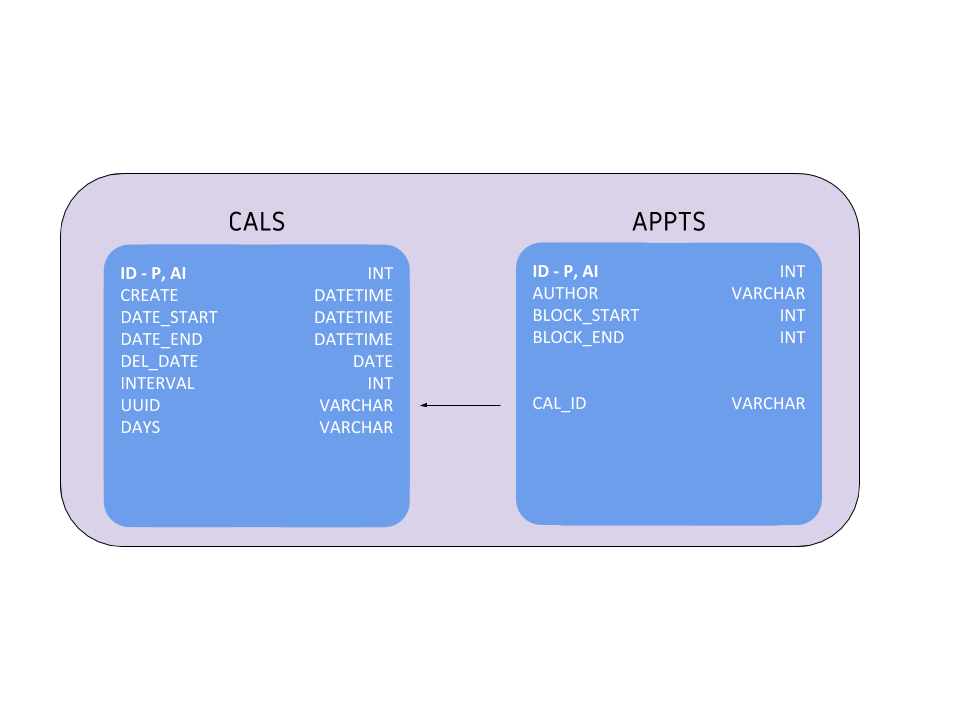 CALS
ID - P, AI INT
CREATE DATETIME
DATE_START DATETIME
DATE_END DATETIME
DEL_DATE DATE
INTERVAL INT
UUID VARCHAR
DAYS VARCHAR
APPTS
ID - P, AI INT
AUTHOR VARCHAR
BLOCK_START INT
BLOCK_END INT
CAL_ID VARCHAR